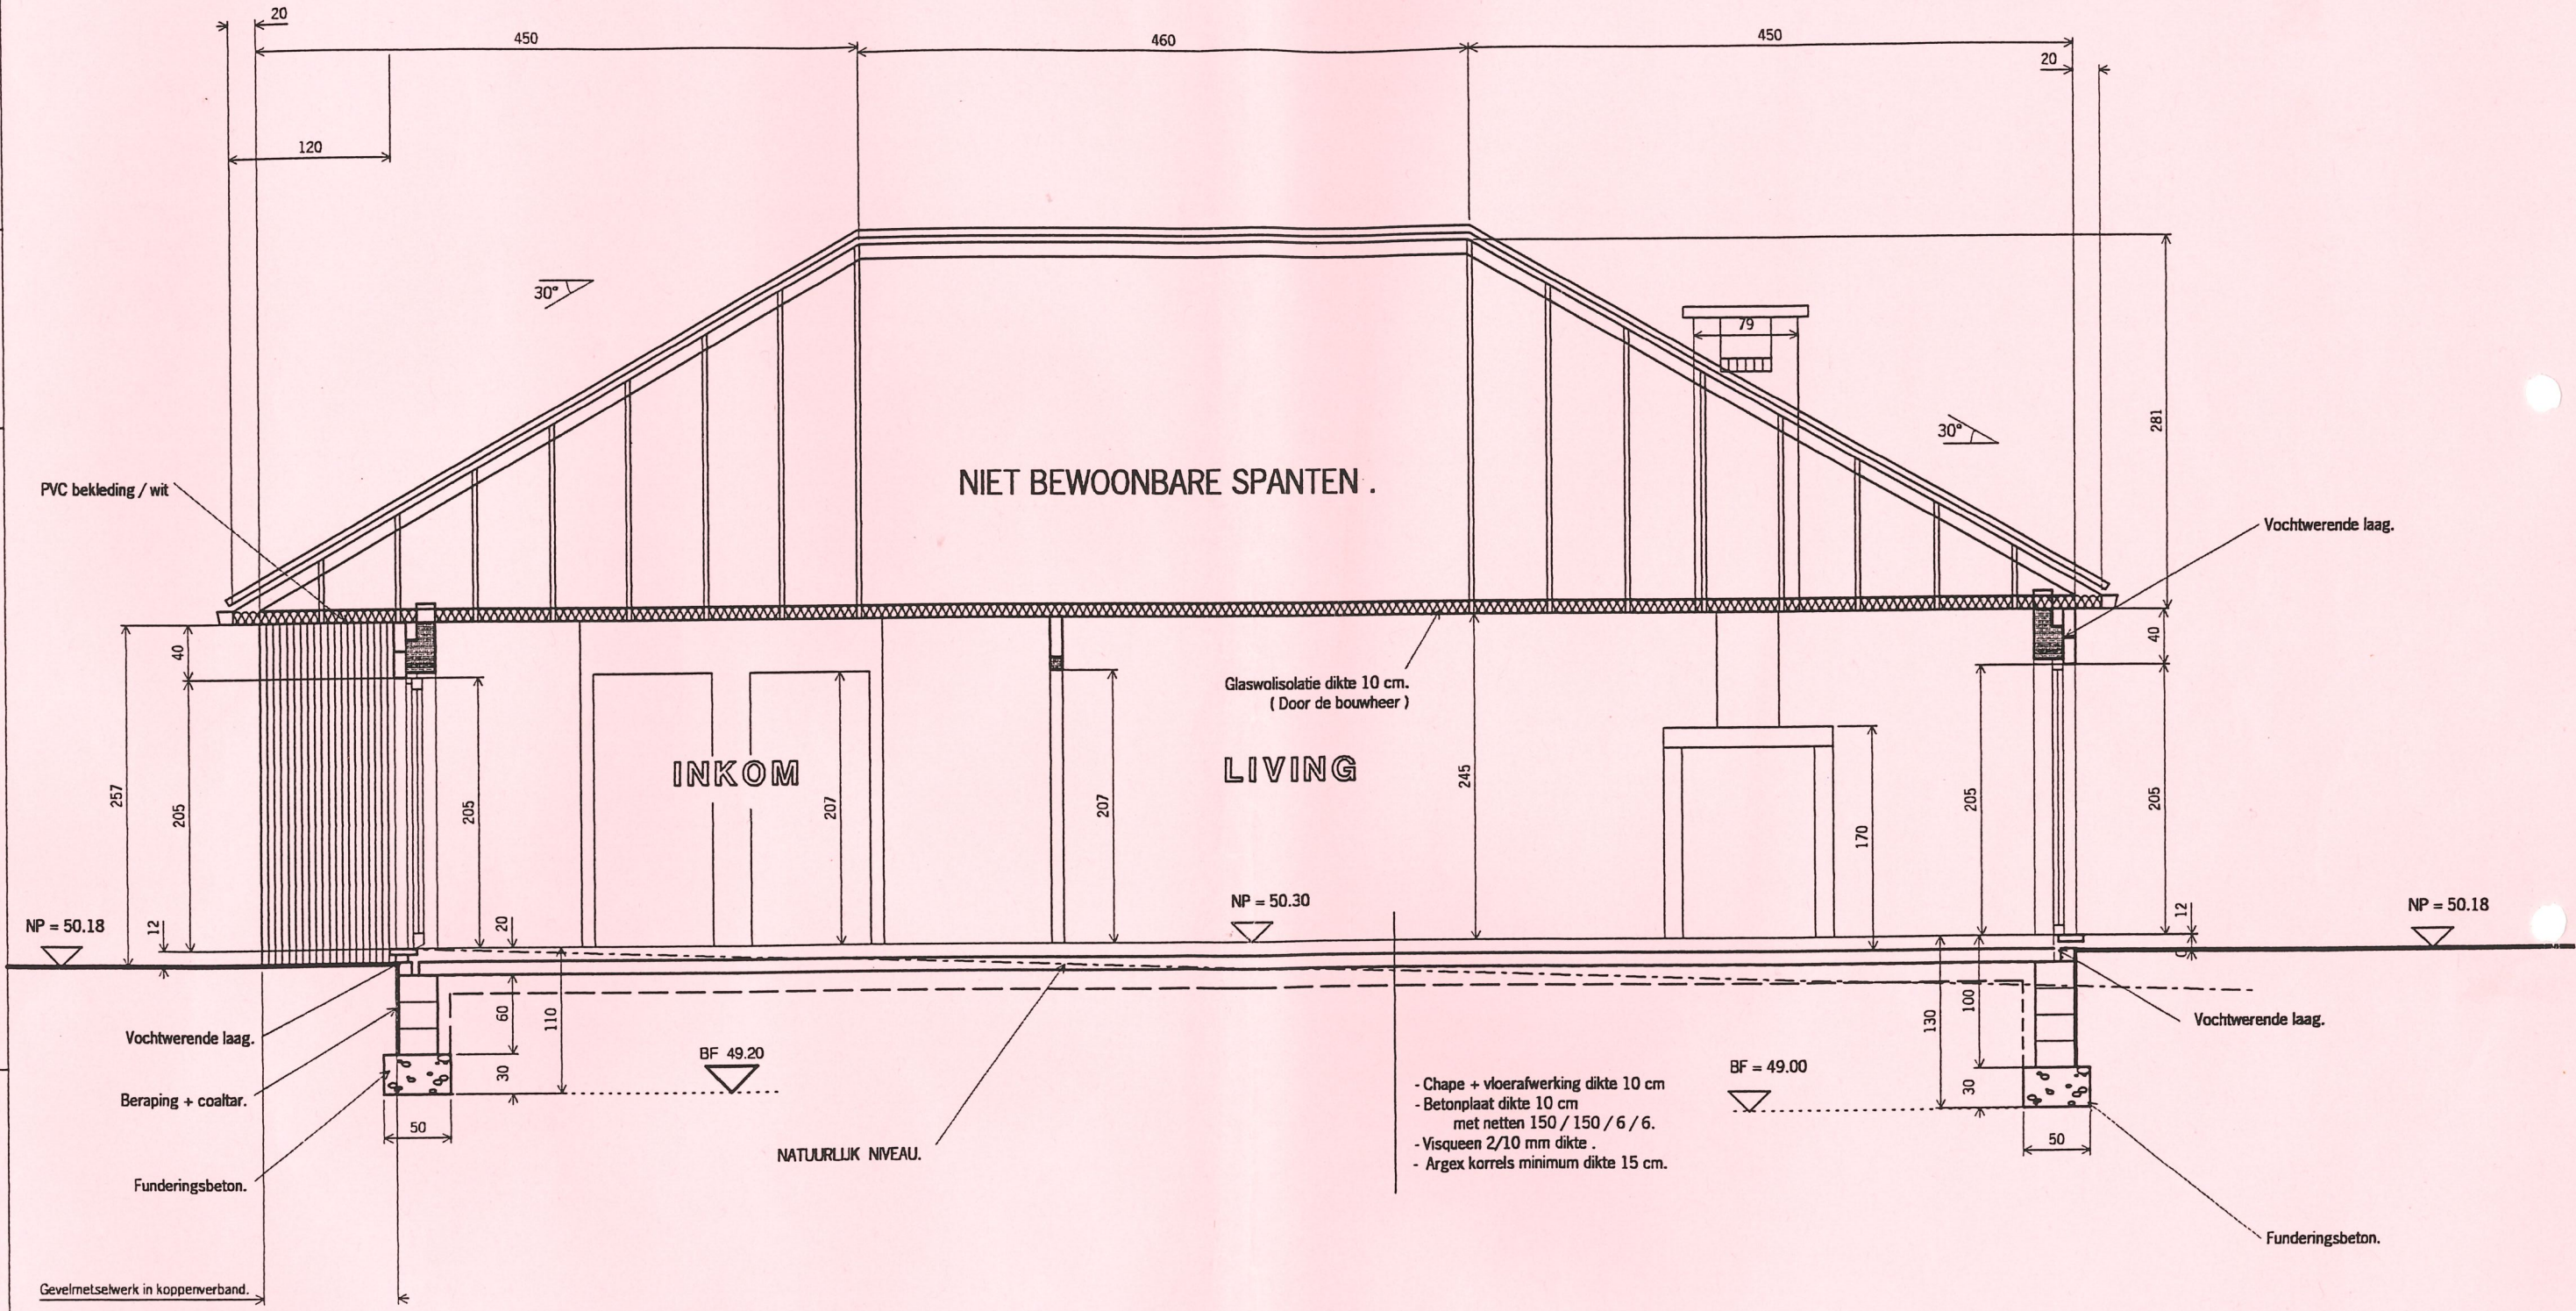 20
450
460
450
20
120
30°
79
281
30°
NIET BEWOONBARE SPANTEN .
PVC bekleding / wit
Vochtwerende laag.
40
40
Glaswolisolatie dikte 10 cm.
( Door de bouwheer )
INKOM
LIVING
257
205
205
207
207
245
170
205
205
NP = 50.18
12
20
NP = 50.30
12
NP = 50.18
60
110
130
100
Vochtwerende laag.
Vochtwerende laag.
BF 49.20
30
BF = 49.00
30
Beraping + coaltar.
- Chape + vloerafwerking dikte 10 cm
- Betonplaat dikte 10 cm
met netten 150 / 150 / 6 / 6.
- Visqueen 2/10 mm dikte .
- Argex korrels minimum dikte 15 cm.
50
50
NATUURLIJK NIVEAU.
Funderingsbeton.
Funderingsbeton.
Gevelmetselwerk in koppenverband.